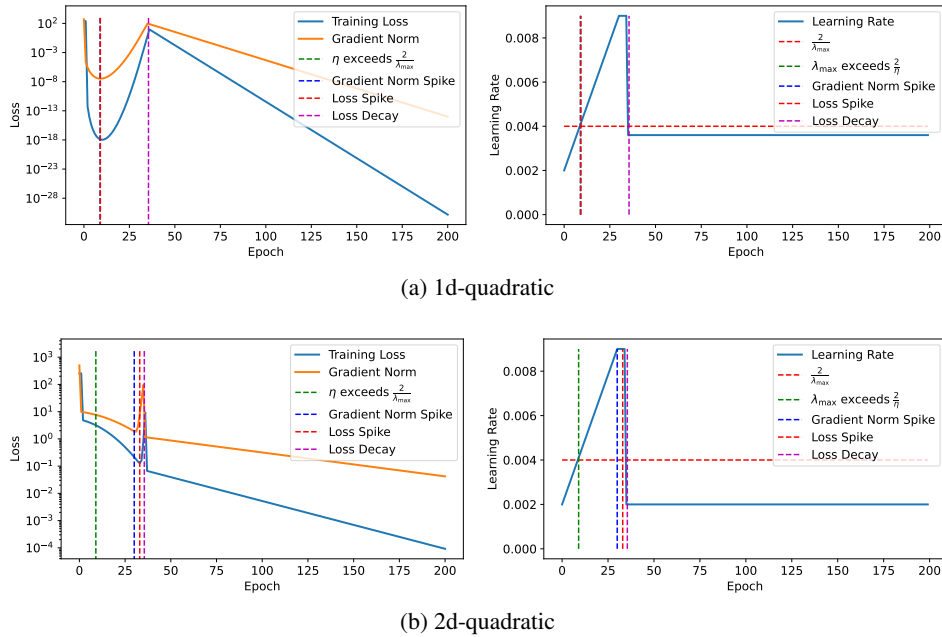 10^2
10^-3
10^-8
10^-13
10^-18
10^-23
10^-28
Loss
0 25 50 75 100 125 150 175 200
Epoch
Training Loss
Gradient Norm
η exceeds 2/λmax
Gradient Norm Spike
Loss Spike
Loss Decay
0.008
0.006
0.004
0.002
0.000
Learning Rate
0 25 50 75 100 125 150 175 200
Epoch
Learning Rate
2/λmax
λmax exceeds 2/η
Gradient Norm Spike
Loss Spike
Loss Decay
(a) 1d-quadratic
10^3
10^2
10^1
10^0
10^-1
10^-2
10^-3
10^-4
Loss
0 25 50 75 100 125 150 175 200
Epoch
Training Loss
Gradient Norm
η exceeds 2/λmax
Gradient Norm Spike
Loss Spike
Loss Decay
0.008
0.006
0.004
0.002
0.000
Learning Rate
0 25 50 75 100 125 150 175 200
Epoch
Learning Rate
2/λmax
λmax exceeds 2/η
Gradient Norm Spike
Loss Spike
Loss Decay
(b) 2d-quadratic